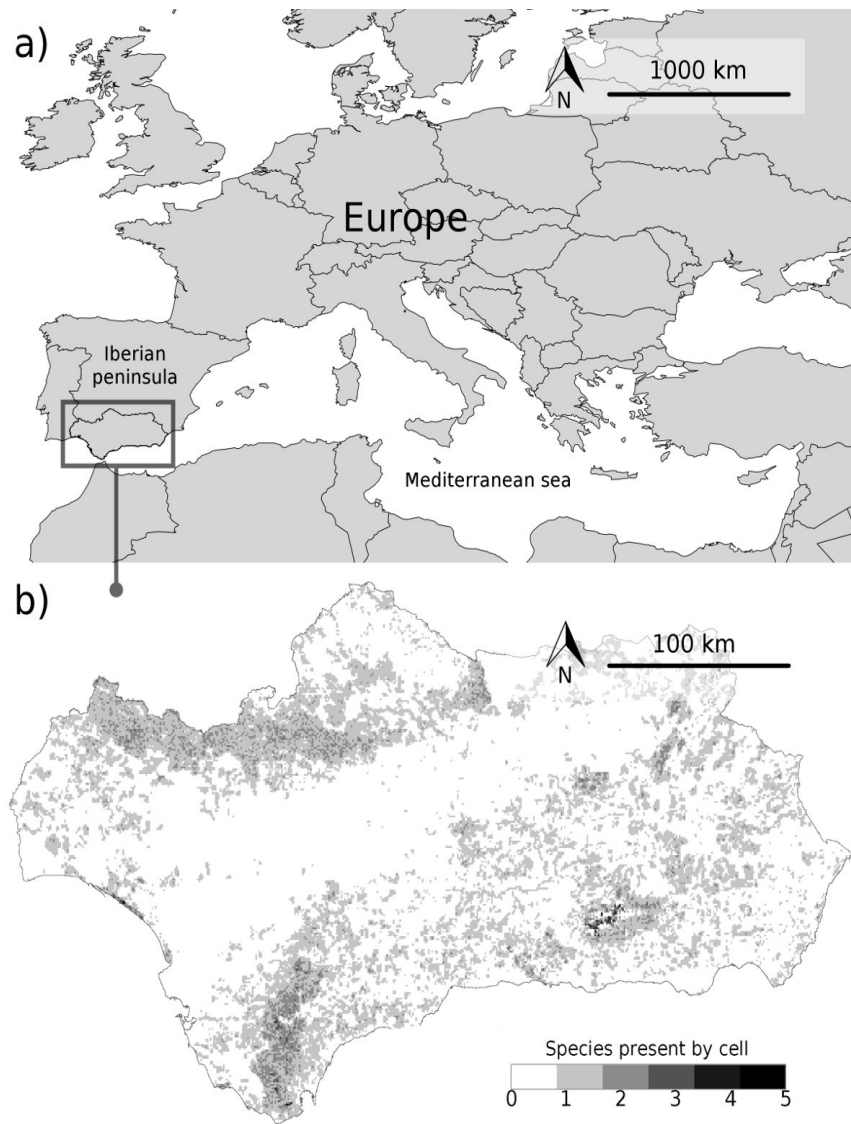 a)
1000 km
N
Europe
Iberian
peninsula
Mediterranean sea
b)
100 km
N
Species present by cell
0 1 2 3 4 5